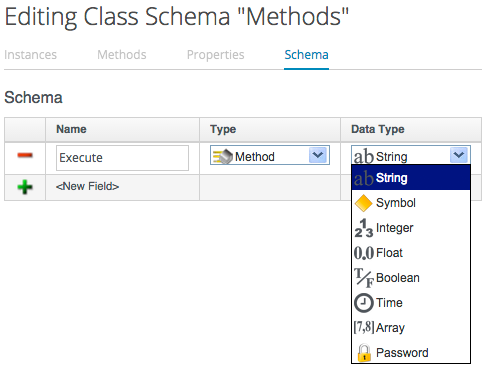 Editing Class Schema "Methods"
Instances Methods Properties Schema
Schema
Name Type Data Type
Execute Method ab String
<New Field> ab String
Symbol
123 Integer
0.0 Float
T/F Boolean
Time
[7,8] Array
Password